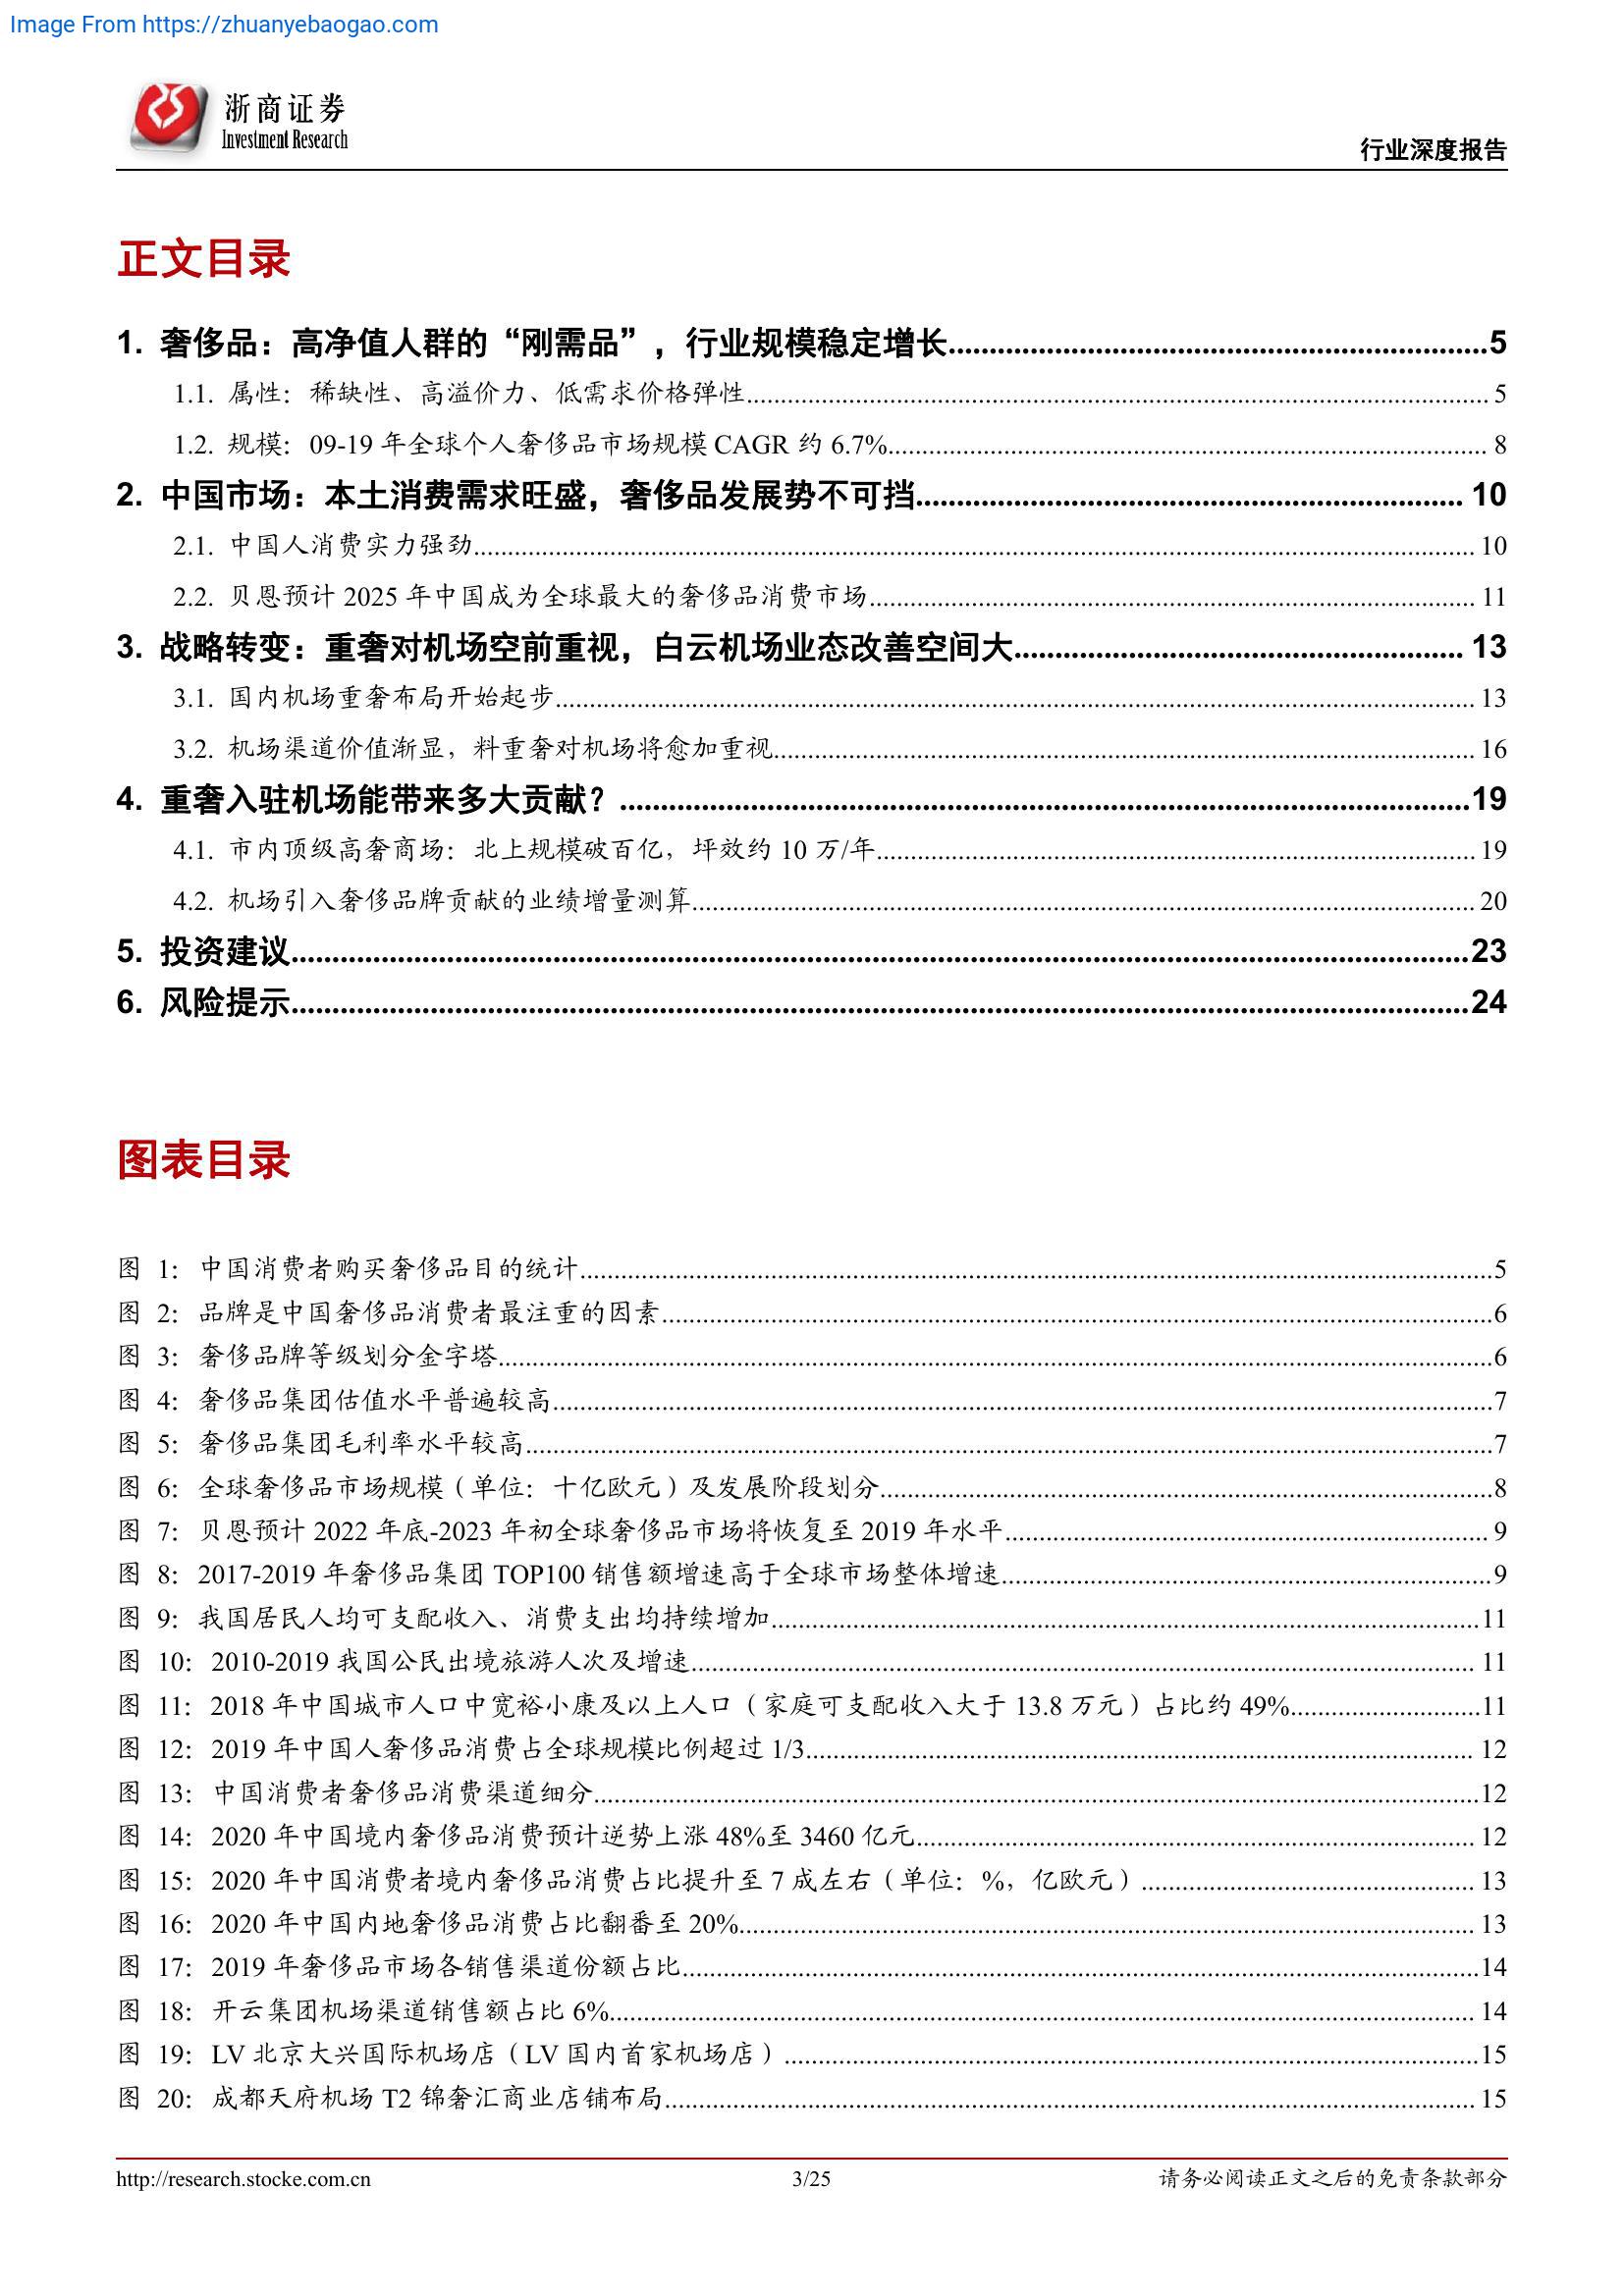 Image From https://zhuanyebaogao.com
浙商证券
Investment Research
行业深度报告
正文目录
1. 奢侈品：高净值人群的“刚需品”，行业规模稳定增长........5
1.1. 属性：稀缺性、高溢价力、低需求价格弹性........5
1.2. 规模：09-19 年全球个人奢侈品市场规模 CAGR 约 6.7%........8
2. 中国市场：本土消费需求旺盛，奢侈品发展势不可挡........10
2.1. 中国人消费实力强劲........10
2.2. 贝恩预计 2025 年中国成为全球最大的奢侈品消费市场........11
3. 战略转变：重奢对机场空前重视，白云机场业态改善空间大........13
3.1. 国内机场重奢布局开始起步........13
3.2. 机场渠道价值渐显，料重奢对机场将愈加重视........16
4. 重奢入驻机场能带来多大贡献？........19
4.1. 市内顶级高奢商场：北上规模破百亿，坪效约 10 万/年........19
4.2. 机场引入奢侈品牌贡献的业绩增量测算........20
5. 投资建议........23
6. 风险提示........24
图表目录
图 1：中国消费者购买奢侈品目的统计........5
图 2：品牌是中国奢侈品消费者最注重的因素........6
图 3：奢侈品牌等级划分金字塔........6
图 4：奢侈品集团估值水平普遍较高........7
图 5：奢侈品集团毛利率水平较高........7
图 6：全球奢侈品市场规模（单位：十亿欧元）及发展阶段划分........8
图 7：贝恩预计 2022 年底-2023 年初全球奢侈品市场将恢复至 2019 年水平........9
图 8：2017-2019 年奢侈品集团 TOP100 销售额增速高于全球市场整体增速........9
图 9：我国居民人均可支配收入、消费支出均持续增加........11
图 10：2010-2019 我国公民出境旅游人次及增速........11
图 11：2018 年中国城市人口中宽裕小康及以上人口（家庭可支配收入大于 13.8 万元）占比约 49%........11
图 12：2019 年中国人奢侈品消费占全球规模比例超过 1/3........12
图 13：中国消费者奢侈品消费渠道细分........12
图 14：2020 年中国境内奢侈品消费预计逆势上涨 48%至 3460 亿元........12
图 15：2020 年中国消费者境内奢侈品消费占比提升至 7 成左右（单位：%，亿欧元）........13
图 16：2020 年中国内地奢侈品消费占比翻番至 20%........13
图 17：2019 年奢侈品市场各销售渠道份额占比........14
图 18：开云集团机场渠道销售额占比 6%........14
图 19：LV 北京大兴国际机场店（LV 国内首家机场店）........15
图 20：成都天府机场 T2 锦奢汇商业店铺布局........15
http://research.stocke.com.cn
3/25
请务必阅读正文之后的免责条款部分